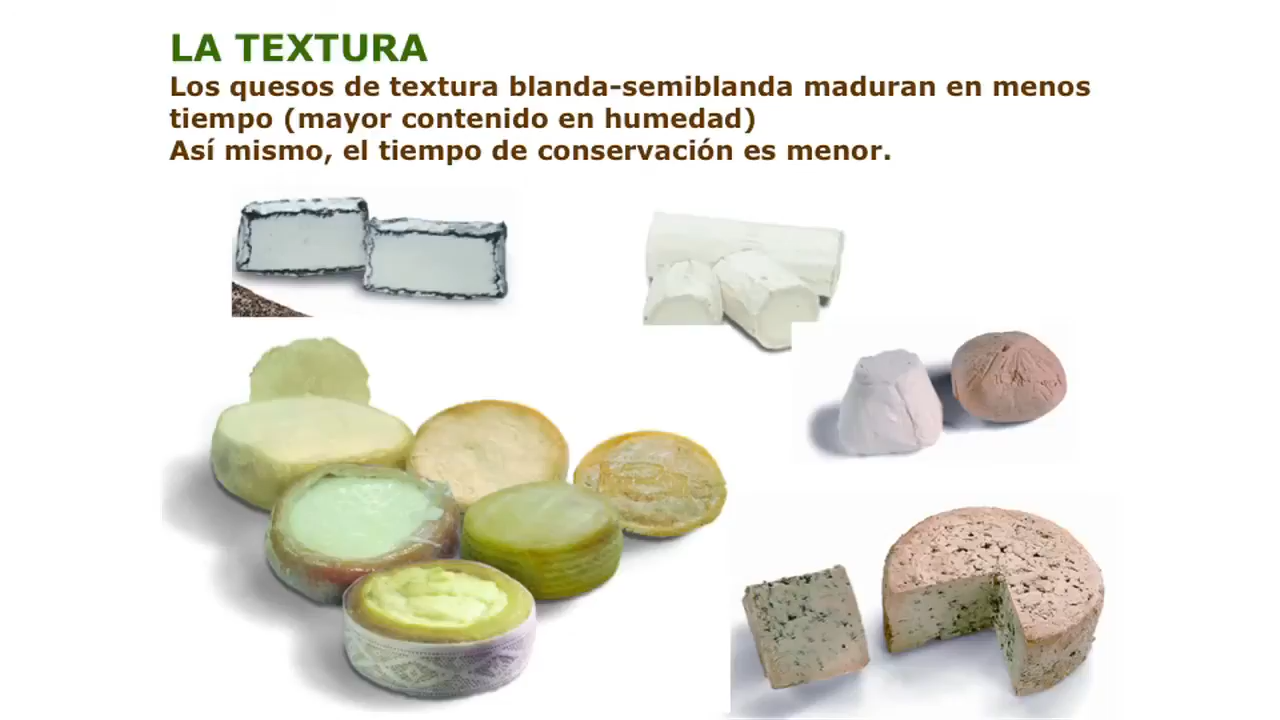 LA TEXTURA
Los quesos de textura blanda-semiblanda maduran en menos
tiempo (mayor contenido en humedad)
Así mismo, el tiempo de conservación es menor.